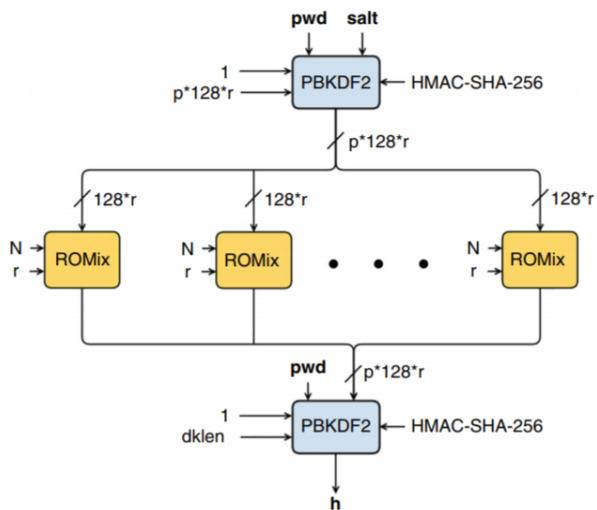 pwd salt
1
PBKDF2
HMAC-SHA-256
p*128*r
p*128*r
128*r
128*r
128*r
N
r
ROMix
N
r
ROMix
N
r
ROMix
pwd
p*128*r
1
PBKDF2
HMAC-SHA-256
dklen
h